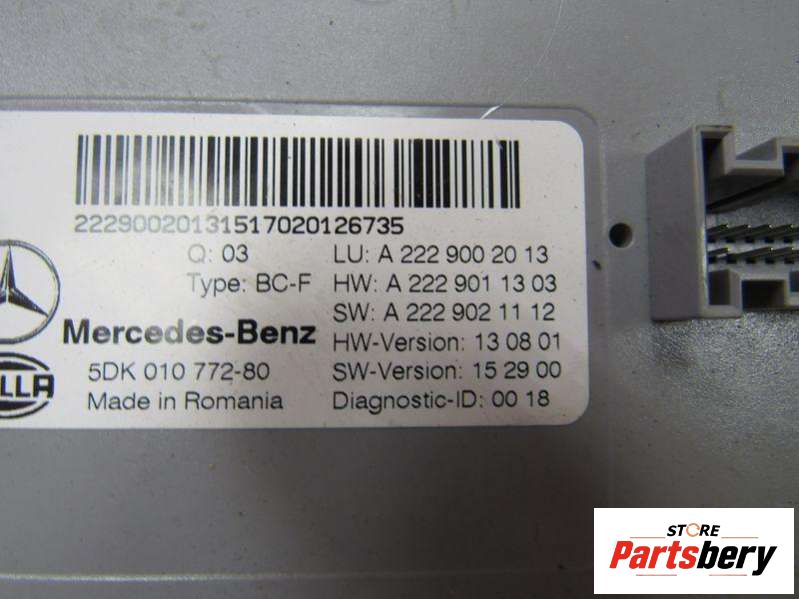 22290020131517020126735
Q: 03
LU: A 222 900 20 13
Type: BC-F
HW: A 222 901 13 03
SW: A 222 902 11 12
Mercedes-Benz
HW-Version: 13 08 01
5DK 010 772-80
SW-Version: 15 29 00
Made in Romania
Diagnostic-ID: 00 18
STORE
Partsbery